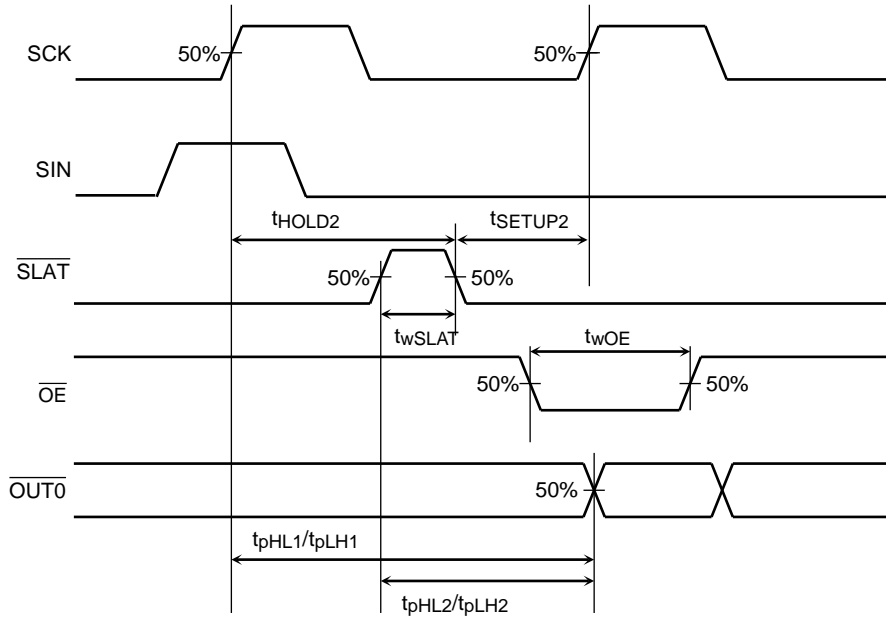 SCK
50%
50%
SIN
tHOLD2
tSETUP2
SLAT
50%
50%
twSLAT
twOE
OE
50%
50%
OUT0
50%
tpHL1/tpLH1
tpHL2/tpLH2